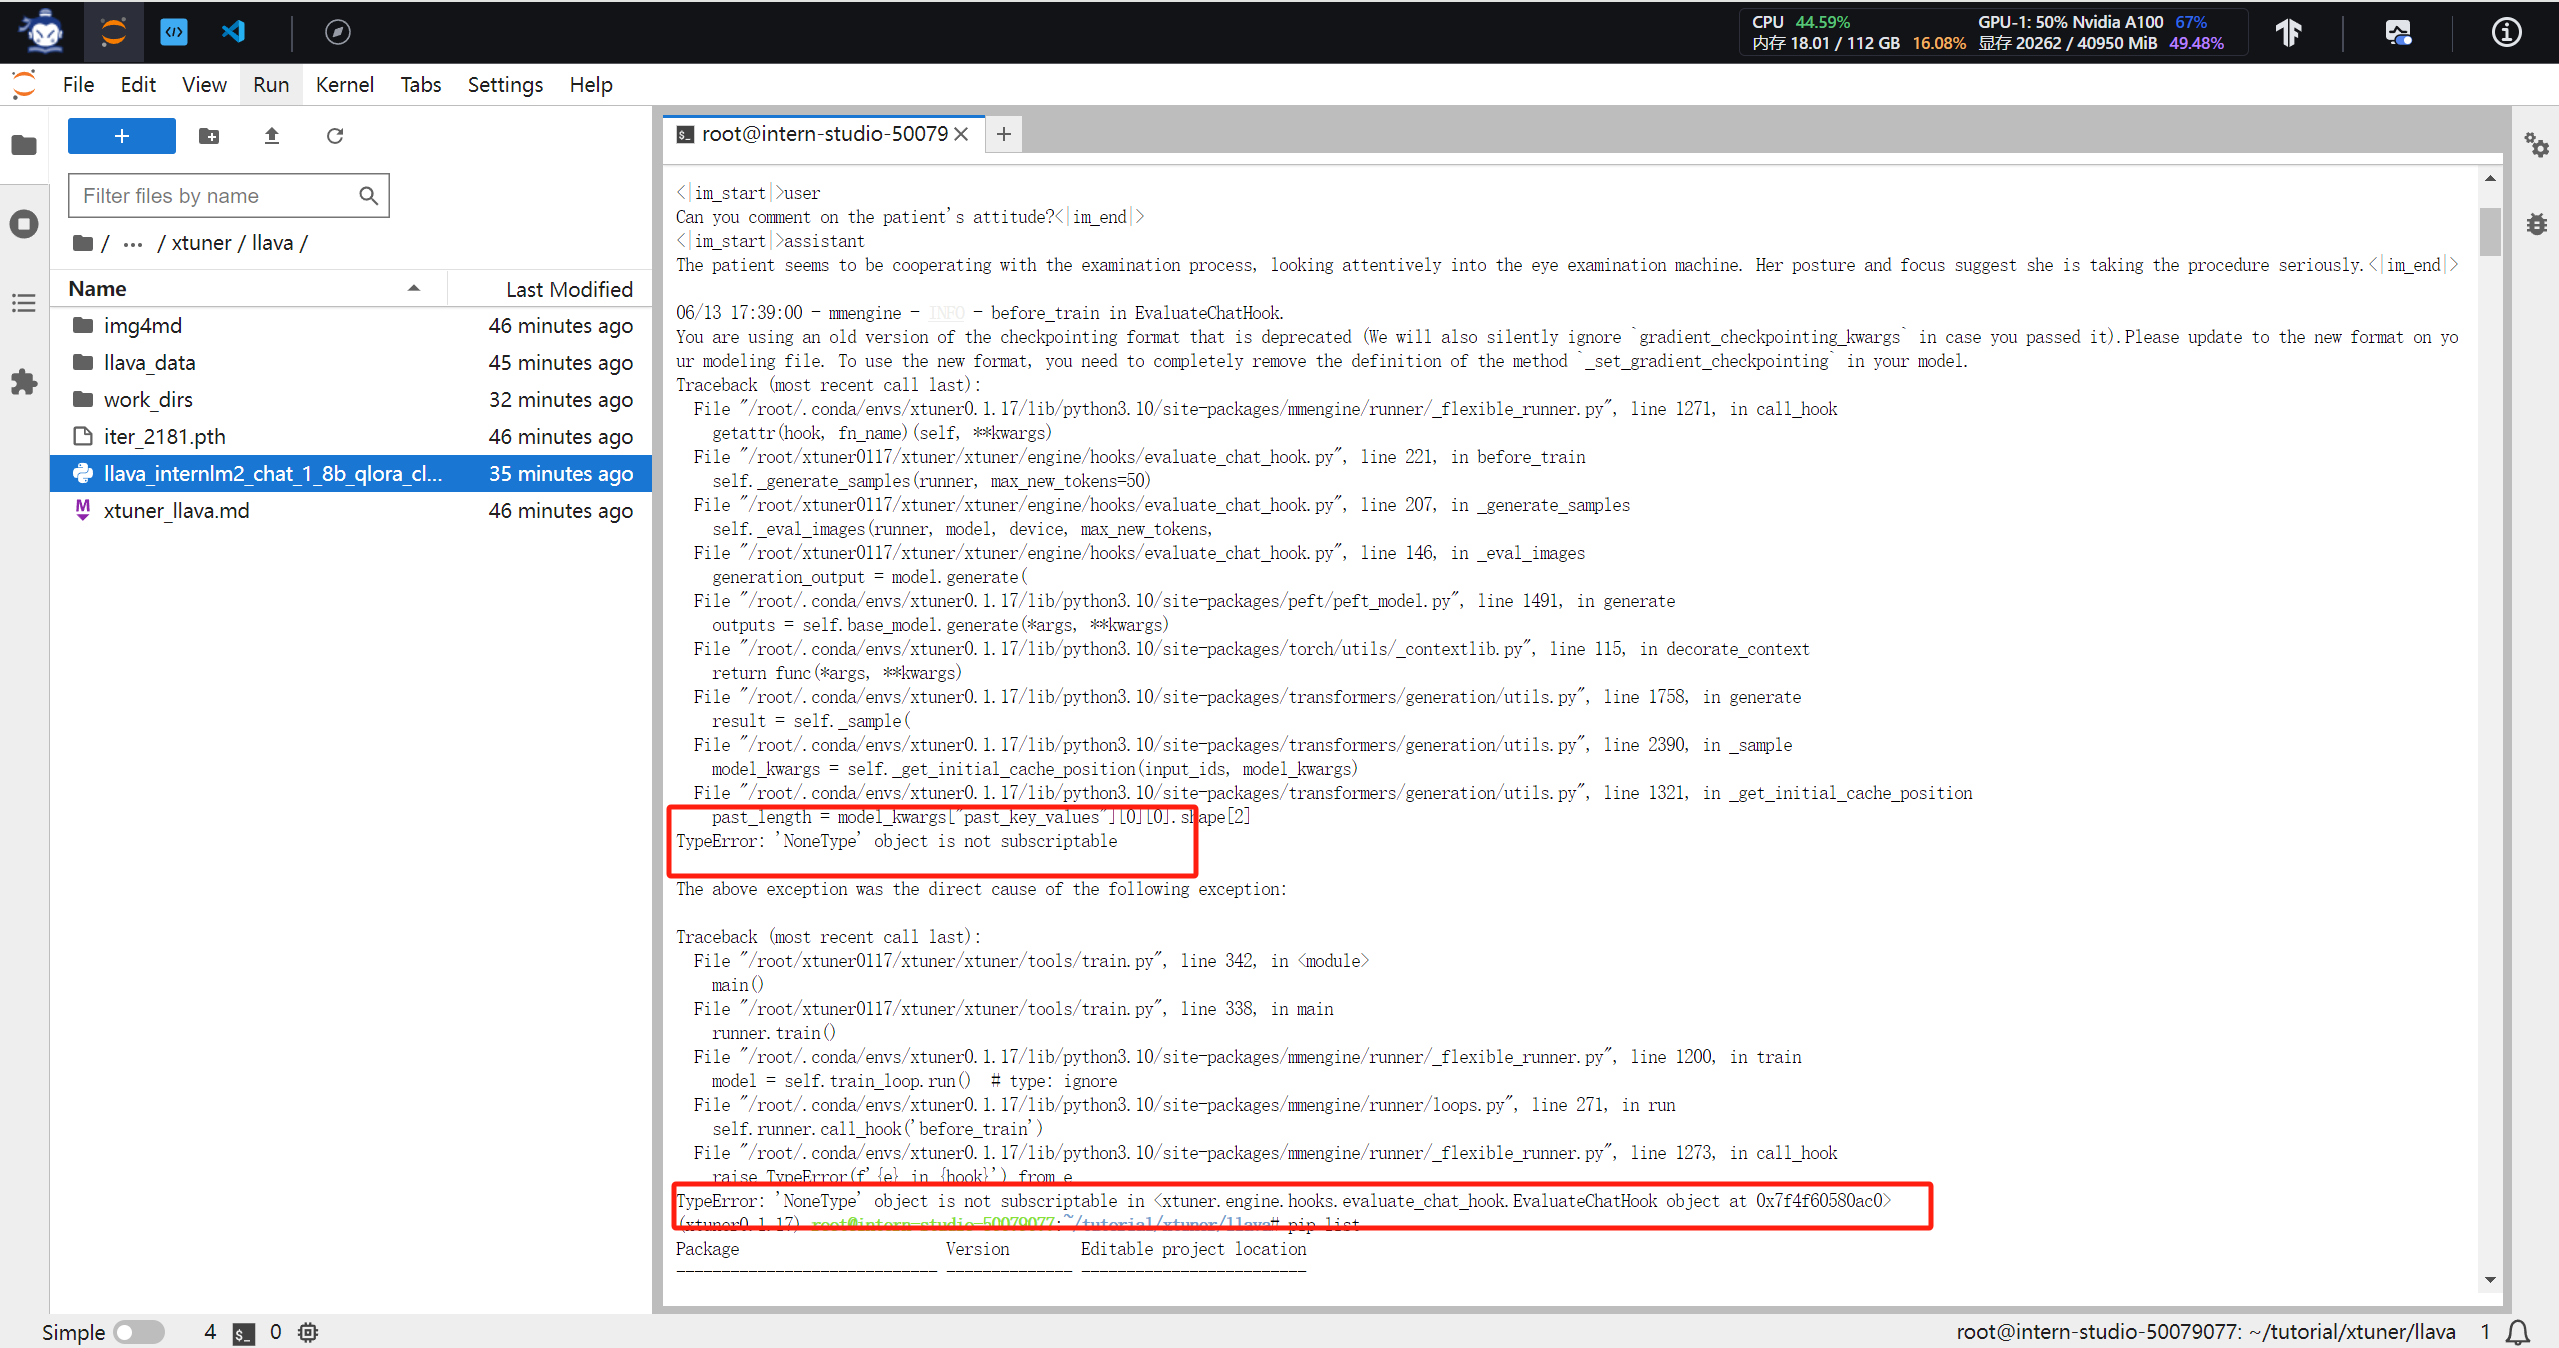 CPU 44.59% GPU-1: 50% Nvidia A100 67%
内存 18.01 / 112 GB 16.08% 显存 20262 / 40950 MiB 49.48%
File Edit View Run Kernel Tabs Settings Help
root@intern-studio-50079
Filter files by name
/ ... / xtuner / llava /
Name Last Modified
img4md 46 minutes ago
llava_data 45 minutes ago
work_dirs 32 minutes ago
iter_2181.pth 46 minutes ago
llava_internlm2_chat_1_8b_qlora_cl... 35 minutes ago
xtuner_llava.md 46 minutes ago
<|im_start|>user
Can you comment on the patient's attitude?<|im_end|>
<|im_start|>assistant
The patient seems to be cooperating with the examination process, looking attentively into the eye examination machine. Her posture and focus suggest she is taking the procedure seriously.<|im_end|>
06/13 17:39:00 - mmengine - INFO - before_train in EvaluateChatHook.
You are using an old version of the checkpointing format that is deprecated (We will also silently ignore `gradient_checkpointing_kwargs` in case you passed it).Please update to the new format on yo
ur modeling file. To use the new format, you need to completely remove the definition of the method `_set_gradient_checkpointing` in your model.
Traceback (most recent call last):
File "/root/.conda/envs/xtuner0.1.17/lib/python3.10/site-packages/mmengine/runner/_flexible_runner.py", line 1271, in call_hook
getattr(hook, fn_name)(self, **kwargs)
File "/root/xtuner0117/xtuner/xtuner/engine/hooks/evaluate_chat_hook.py", line 221, in before_train
self._generate_samples(runner, max_new_tokens=50)
File "/root/xtuner0117/xtuner/xtuner/engine/hooks/evaluate_chat_hook.py", line 207, in _generate_samples
self._eval_images(runner, model, device, max_new_tokens,
File "/root/xtuner0117/xtuner/xtuner/engine/hooks/evaluate_chat_hook.py", line 146, in _eval_images
generation_output = model.generate(
File "/root/.conda/envs/xtuner0.1.17/lib/python3.10/site-packages/peft/peft_model.py", line 1491, in generate
outputs = self.base_model.generate(*args, **kwargs)
File "/root/.conda/envs/xtuner0.1.17/lib/python3.10/site-packages/torch/utils/_contextlib.py", line 115, in decorate_context
return func(*args, **kwargs)
File "/root/.conda/envs/xtuner0.1.17/lib/python3.10/site-packages/transformers/generation/utils.py", line 1758, in generate
result = self._sample(
File "/root/.conda/envs/xtuner0.1.17/lib/python3.10/site-packages/transformers/generation/utils.py", line 2390, in _sample
model_kwargs = self._get_initial_cache_position(input_ids, model_kwargs)
File "/root/.conda/envs/xtuner0.1.17/lib/python3.10/site-packages/transformers/generation/utils.py", line 1321, in _get_initial_cache_position
past_length = model_kwargs["past_key_values"][0][0].shape[2]
TypeError: 'NoneType' object is not subscriptable
The above exception was the direct cause of the following exception:
Traceback (most recent call last):
File "/root/xtuner0117/xtuner/xtuner/tools/train.py", line 342, in <module>
main()
File "/root/xtuner0117/xtuner/xtuner/tools/train.py", line 338, in main
runner.train()
File "/root/.conda/envs/xtuner0.1.17/lib/python3.10/site-packages/mmengine/runner/_flexible_runner.py", line 1200, in train
model = self.train_loop.run()  # type: ignore
File "/root/.conda/envs/xtuner0.1.17/lib/python3.10/site-packages/mmengine/runner/loops.py", line 271, in run
self.runner.call_hook('before_train')
File "/root/.conda/envs/xtuner0.1.17/lib/python3.10/site-packages/mmengine/runner/_flexible_runner.py", line 1273, in call_hook
raise TypeError(f'{e} in {hook}') from e
TypeError: 'NoneType' object is not subscriptable in <xtuner.engine.hooks.evaluate_chat_hook.EvaluateChatHook object at 0x7f4f60580ac0>
(xtuner0.1.17) root@intern-studio-50079077:~/tutorial/xtuner/llava# pip list
Package Version Editable project location
----------------------------- -------------- -------------------------
Simple 4 0 root@intern-studio-50079077: ~/tutorial/xtuner/llava 1